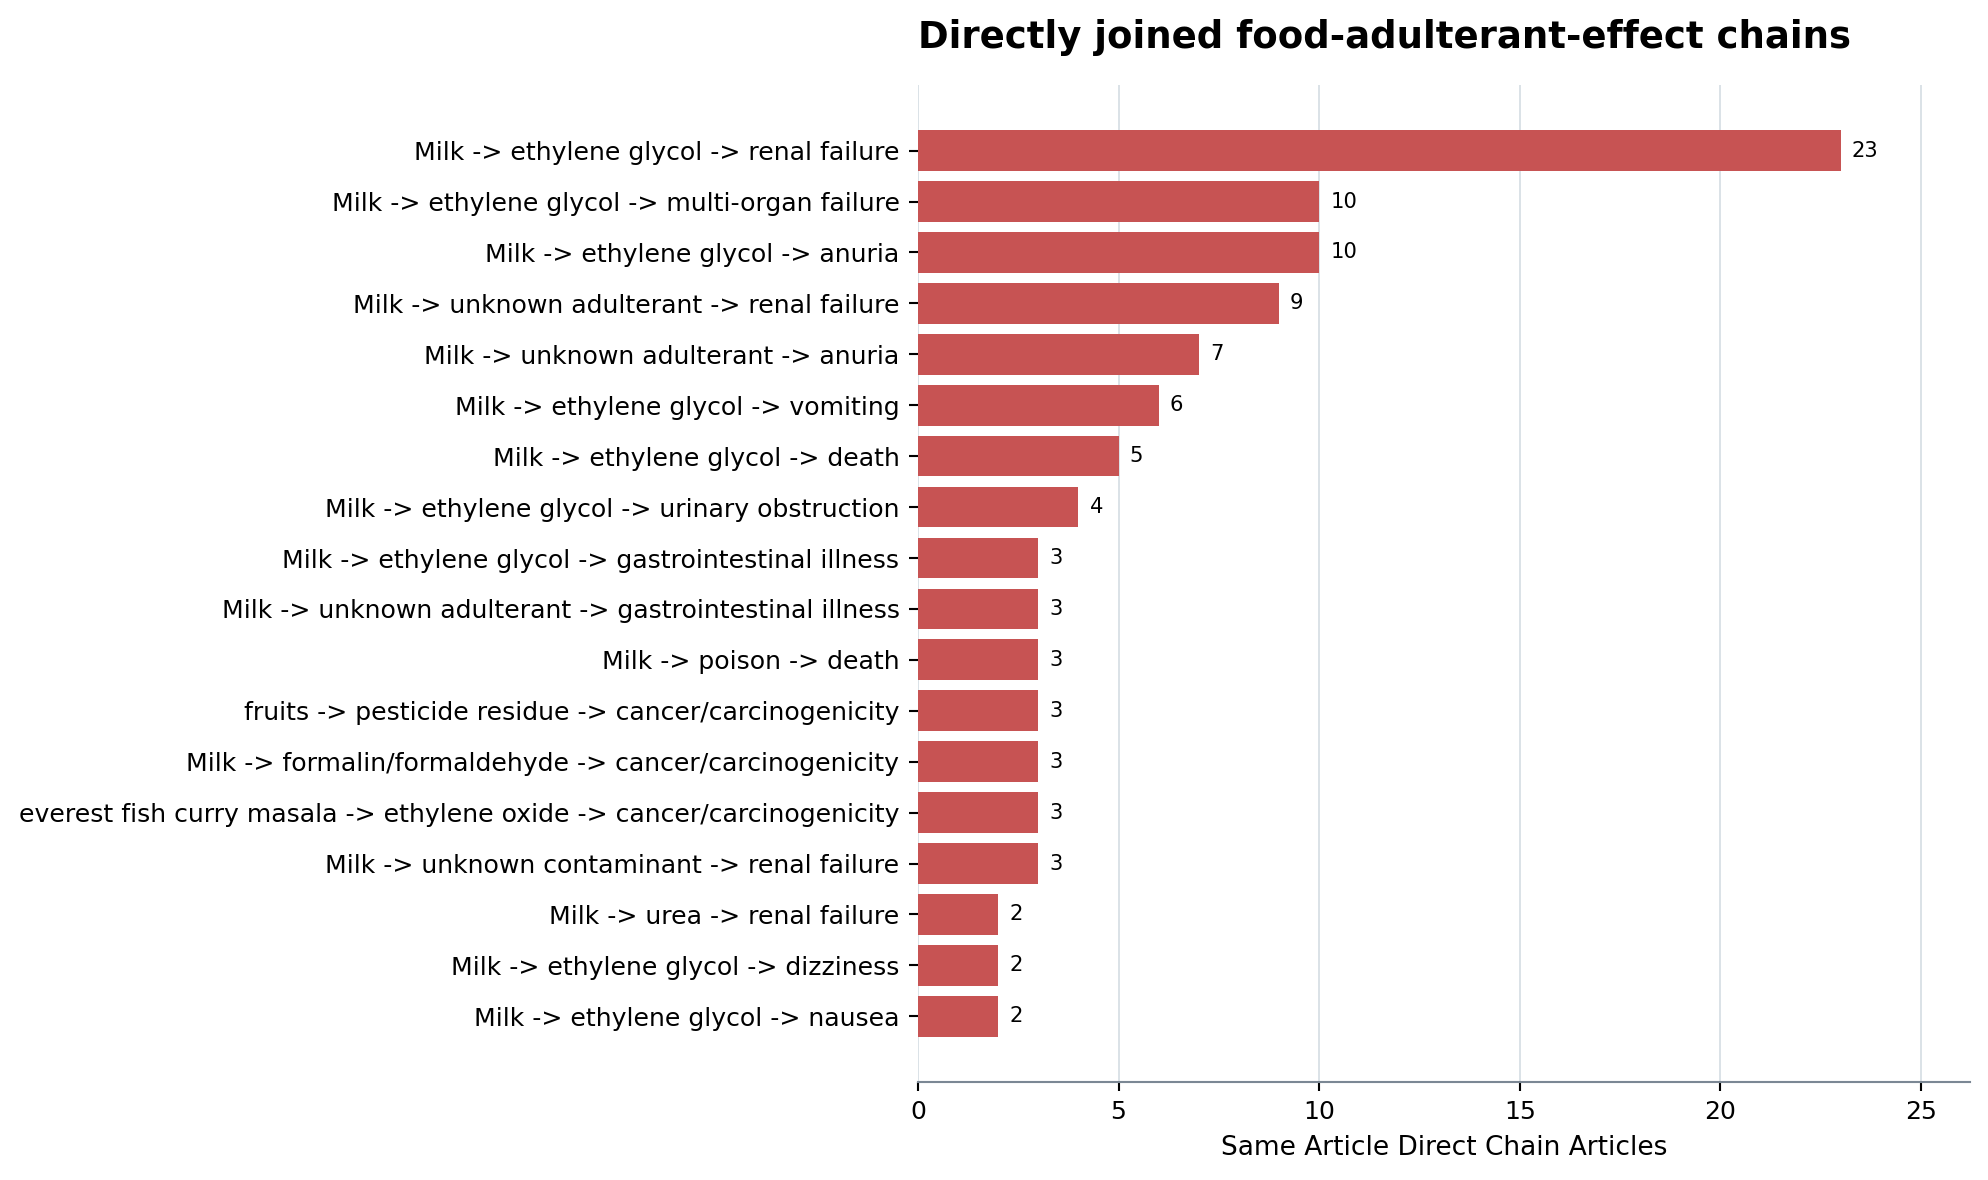 Directly joined food-adulterant-effect chains
Milk -> ethylene glycol -> renal failure 23
Milk -> ethylene glycol -> multi-organ failure 10
Milk -> ethylene glycol -> anuria 10
Milk -> unknown adulterant -> renal failure 9
Milk -> unknown adulterant -> anuria 7
Milk -> ethylene glycol -> vomiting 6
Milk -> ethylene glycol -> death 5
Milk -> ethylene glycol -> urinary obstruction 4
Milk -> ethylene glycol -> gastrointestinal illness 3
Milk -> unknown adulterant -> gastrointestinal illness 3
Milk -> poison -> death 3
fruits -> pesticide residue -> cancer/carcinogenicity 3
Milk -> formalin/formaldehyde -> cancer/carcinogenicity 3
everest fish curry masala -> ethylene oxide -> cancer/carcinogenicity 3
Milk -> unknown contaminant -> renal failure 3
Milk -> urea -> renal failure 2
Milk -> ethylene glycol -> dizziness 2
Milk -> ethylene glycol -> nausea 2
0 5 10 15 20 25
Same Article Direct Chain Articles